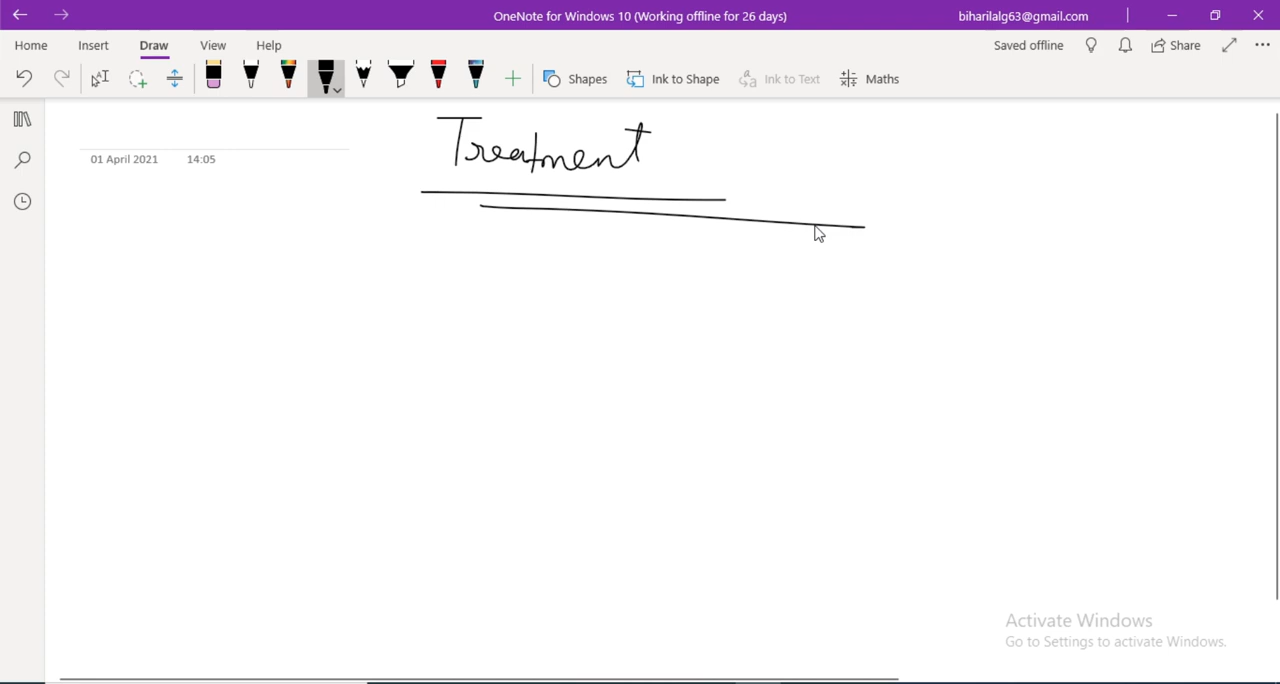 OneNote for Windows 10 (Working offline for 26 days)
biharilalg63@gmail.com
Home Insert Draw View Help
Saved offline Share
Shapes Ink to Shape Ink to Text Maths
Treatment
01 April 2021 14:05
Activate Windows
Go to Settings to activate Windows.